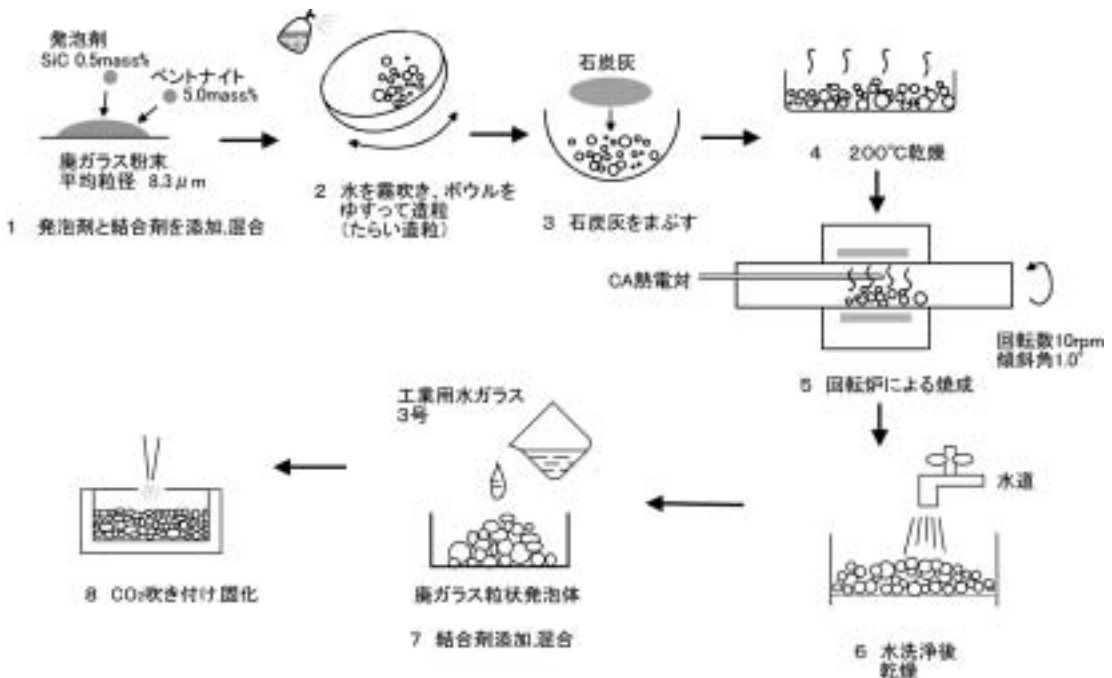 発泡剤
SiC 0.5mass%
ベントナイト
5.0mass%
廃ガラス粉末
平均粒径 8.3μm
1 発泡剤と結合剤を添加,混合
2 水を霧吹き、ボウルを
ゆすって造粒
(たらい造粒)
石炭灰
3 石炭灰をまぶす
4 200℃乾燥
CA熱電対
回転数10rpm
傾斜角1.0°
5 回転炉による焼成
水道
6 水洗浄後
乾燥
工業用水ガラス
3号
廃ガラス粒状発泡体
7 結合剤添加,混合
8 CO₂吹き付け固化